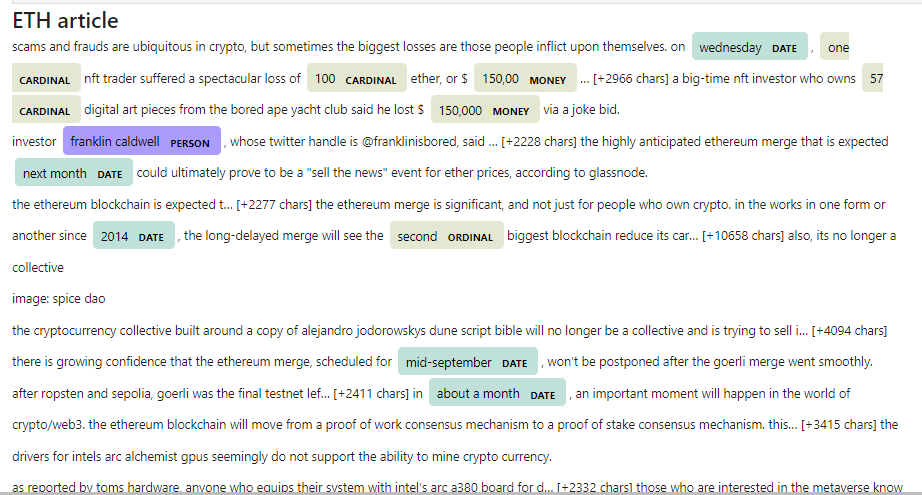 ETH article
scams and frauds are ubiquitous in crypto, but sometimes the biggest losses are those people inflict upon themselves. on wednesday DATE , one
CARDINAL nft trader suffered a spectacular loss of 100 CARDINAL ether, or $ 150,00 MONEY ... [+2966 chars] a big-time nft investor who owns 57
CARDINAL digital art pieces from the bored ape yacht club said he lost $ 150,000 MONEY via a joke bid.
investor franklin caldwell PERSON , whose twitter handle is @franklinisbored, said ... [+2228 chars] the highly anticipated ethereum merge that is expected
next month DATE could ultimately prove to be a "sell the news" event for ether prices, according to glassnode.
the ethereum blockchain is expected t... [+2277 chars] the ethereum merge is significant, and not just for people who own crypto. in the works in one form or
another since 2014 DATE , the long-delayed merge will see the second ORDINAL biggest blockchain reduce its car... [+10658 chars] also, its no longer a
collective
image: spice dao
the cryptocurrency collective built around a copy of alejandro jodorowskys dune script bible will no longer be a collective and is trying to sell i... [+4094 chars]
there is growing confidence that the ethereum merge, scheduled for mid-september DATE , won't be postponed after the goerli merge went smoothly.
after ropsten and sepolia, goerli was the final testnet lef... [+2411 chars] in about a month DATE , an important moment will happen in the world of
crypto/web3. the ethereum blockchain will move from a proof of work consensus mechanism to a proof of stake consensus mechanism. this... [+3415 chars] the
drivers for intels arc alchemist gpus seemingly do not support the ability to mine crypto currency.
as reported by toms hardware, anyone who equips their system with intel's arc a380 board for d... [+2332 chars] those who are interested in the metaverse know